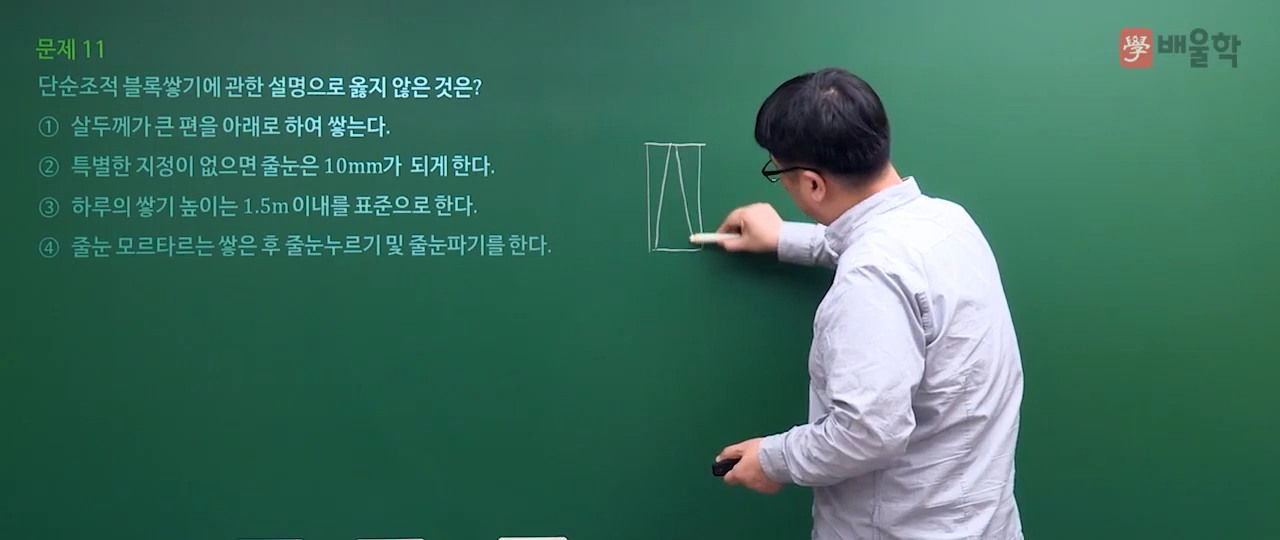 學 배울학
문제 11
단순조적 블록쌓기에 관한 설명으로 옳지 않은 것은?
① 살두께가 큰 편을 아래로 하여 쌓는다.
② 특별한 지정이 없으면 줄눈은 10mm가 되게 한다.
③ 하루의 쌓기 높이는 1.5m 이내를 표준으로 한다.
④ 줄눈 모르타르는 쌓은 후 줄눈누르기 및 줄눈파기를 한다.